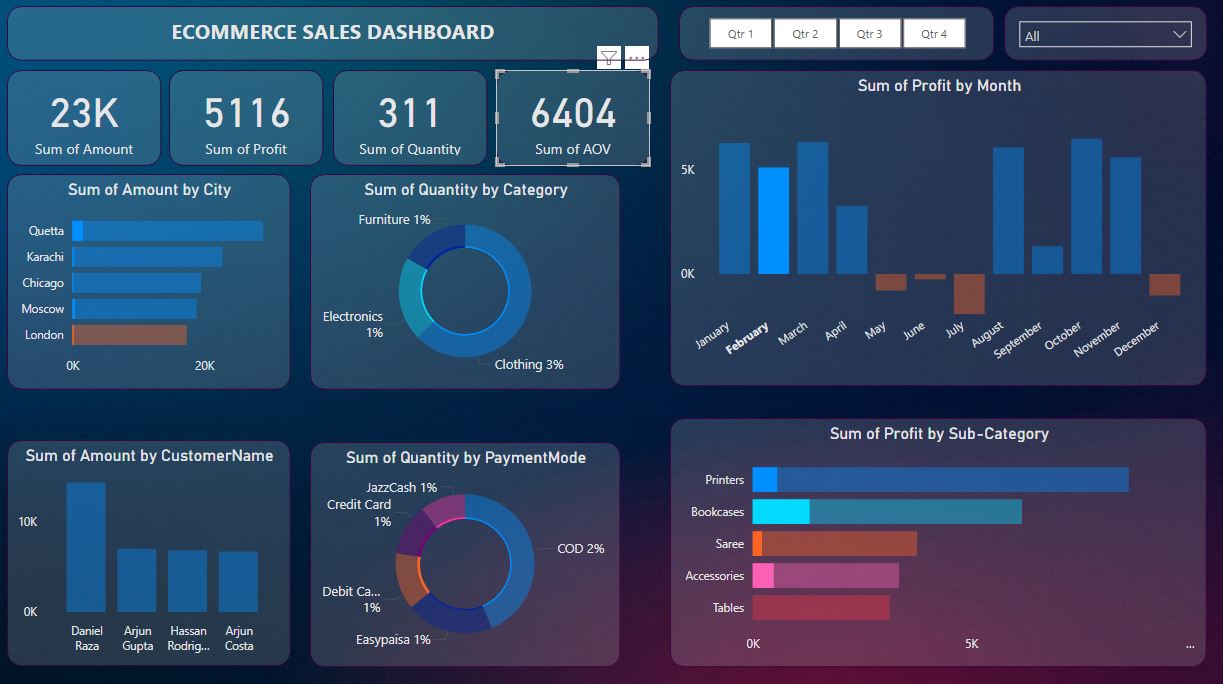 ECOMMERCE SALES DASHBOARD
Qtr 1
Qtr 2
Qtr 3
Qtr 4
All
23K
Sum of Amount
5116
Sum of Profit
311
Sum of Quantity
6404
Sum of AOV
Sum of Profit by Month
5K
0K
January
February
March
April
May
June
July
August
September
October
November
December
Sum of Amount by City
Quetta
Karachi
Chicago
Moscow
London
0K
20K
Sum of Quantity by Category
Furniture 1%
Electronics
1%
Clothing 3%
Sum of Amount by CustomerName
10K
0K
Daniel
Raza
Arjun
Gupta
Hassan
Rodrig...
Arjun
Costa
Sum of Quantity by PaymentMode
JazzCash 1%
Credit Card
1%
COD 2%
Debit Ca...
1%
Easypaisa 1%
Sum of Profit by Sub-Category
Printers
Bookcases
Saree
Accessories
Tables
0K
5K
...